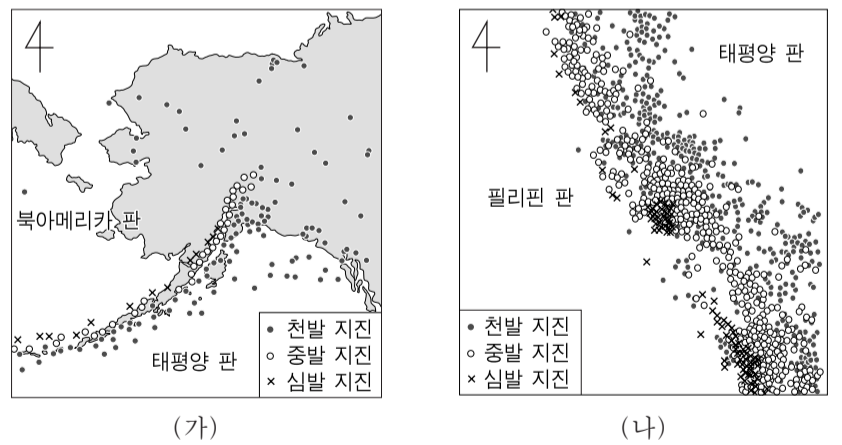 북아메리카 판
태평양 판
천발 지진
중발 지진
심발 지진
(가)
태평양 판
필리핀 판
천발 지진
중발 지진
심발 지진
(나)